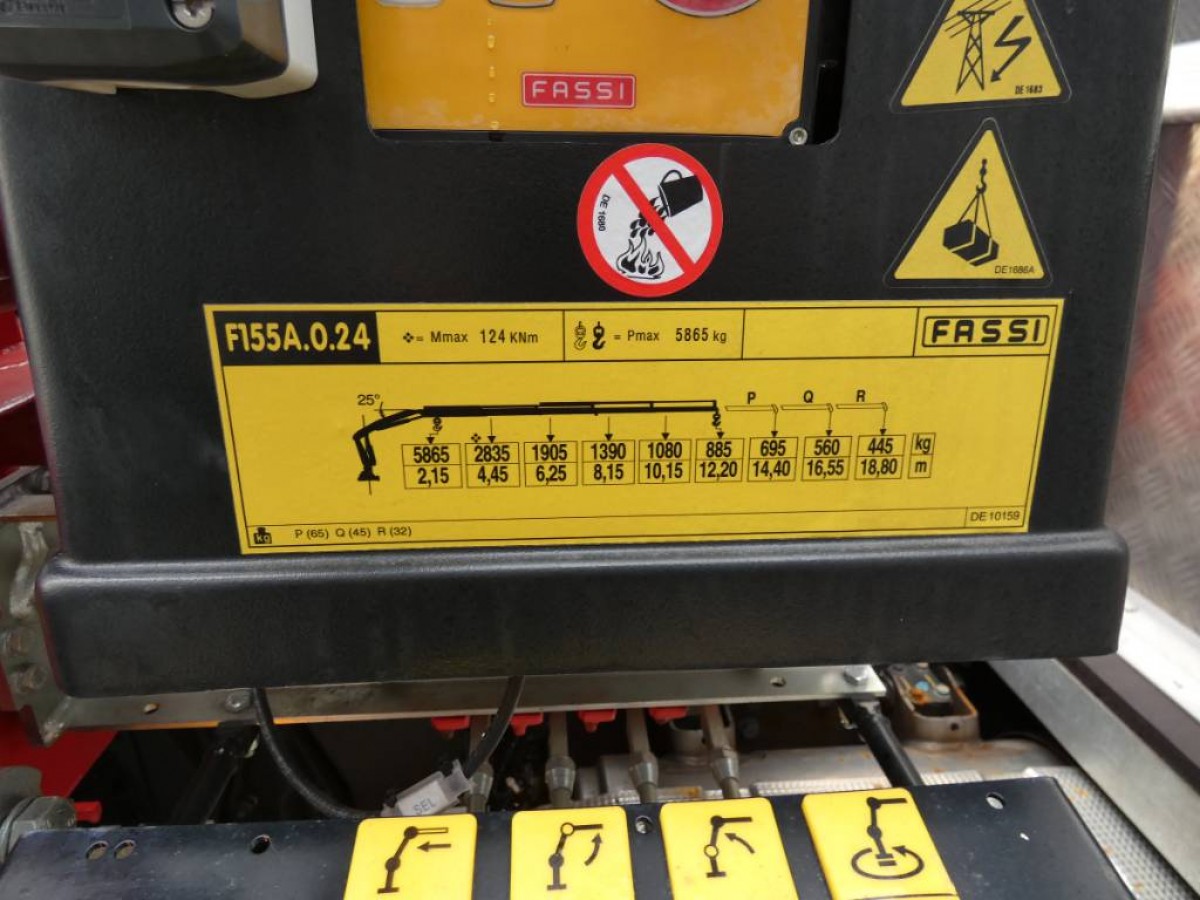 FASSI
DE 1683
DE 1680
DE1686A
F155A.0.24
= Mmax 124 KNm
= Pmax 5865 kg
FASSI
25°
P Q R
5865 2835 1905 1390 1080 885 695 560 445 kg
2,15 4,45 6,25 8,15 10,15 12,20 14,40 16,55 18,80 m
kg P (65) Q (45) R (32)
DE 10159
SEL